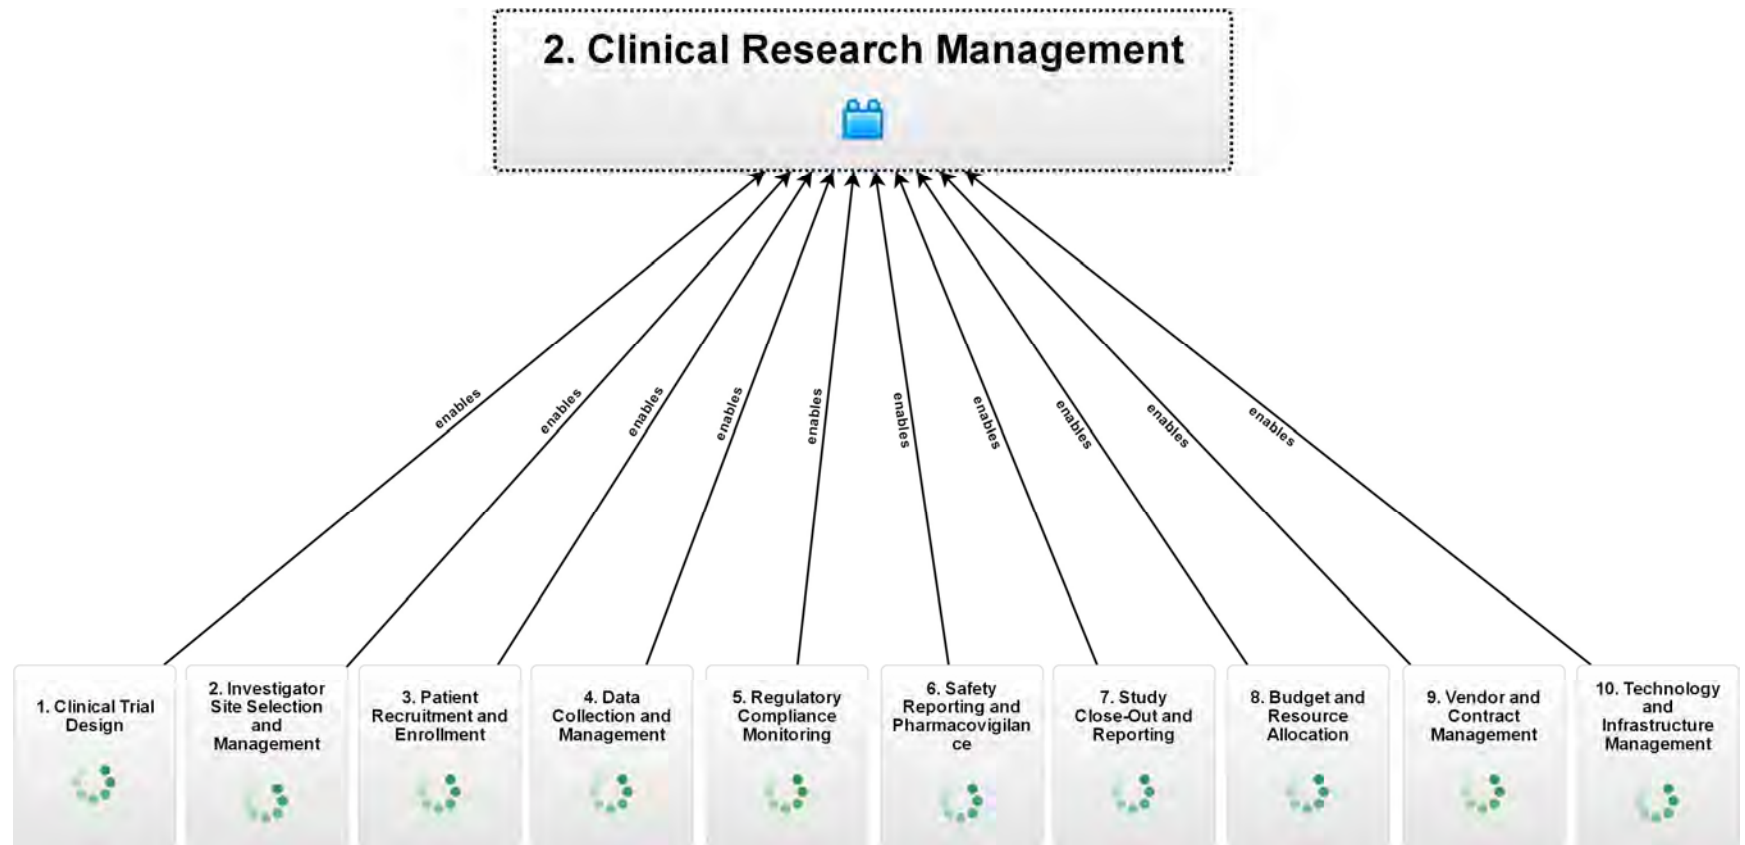 2. Clinical Research Management
enables
enables
enables
enables
enables
enables
enables
enables
enables
enables
1. Clinical Trial
Design
2. Investigator
Site Selection
and
Management
3. Patient
Recruitment and
Enrollment
4. Data
Collection and
Management
5. Regulatory
Compliance
Monitoring
6. Safety
Reporting and
Pharmacovigilan
ce
7. Study
Close-Out and
Reporting
8. Budget and
Resource
Allocation
9. Vendor and
Contract
Management
10. Technology
and
Infrastructure
Management